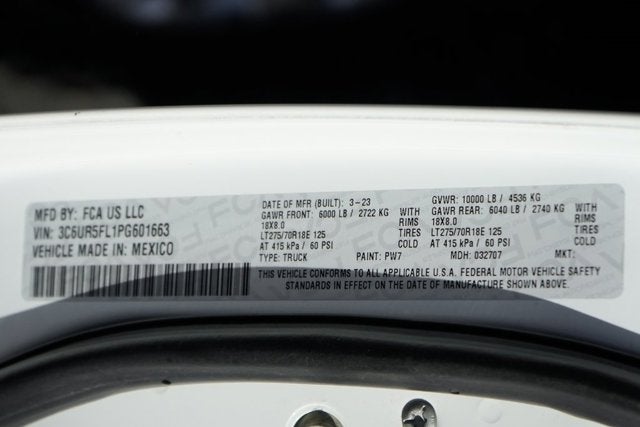 MFD BY: FCA US LLC
VIN: 3C6UR5FL1PG601663
VEHICLE MADE IN: MEXICO
DATE OF MFR (BUILT): 3-23 GVWR: 10000 LB / 4536 KG
GAWR FRONT: 6000 LB / 2722 KG WITH GAWR REAR: 6040 LB / 2740 KG WITH
18X8.0 RIMS 18X8.0 RIMS
LT275/70R18E 125 TIRES LT275/70R18E 125 TIRES
AT 415 kPa / 60 PSI COLD AT 415 kPa / 60 PSI COLD
TYPE: TRUCK PAINT: PW7 MDH: 032707 MKT:
THIS VEHICLE CONFORMS TO ALL APPLICABLE U.S.A. FEDERAL MOTOR VEHICLE SAFETY
STANDARDS IN EFFECT ON THE DATE OF MANUFACTURE SHOWN ABOVE.